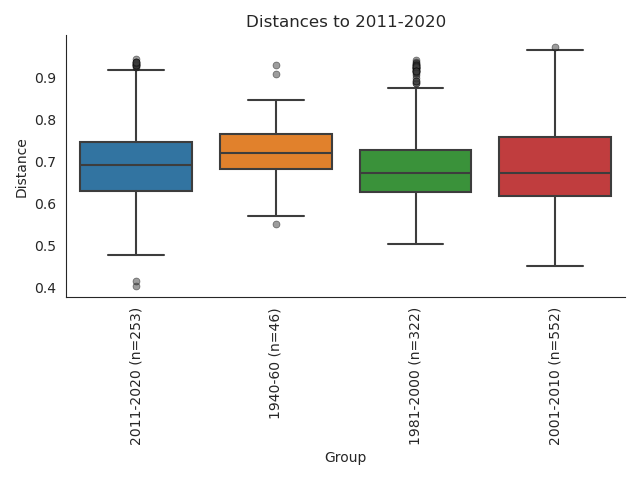 Distances to 2011-2020
Distance
0.9
0.8
0.7
0.6
0.5
0.4
2011-2020 (n=253)
1940-60 (n=46)
1981-2000 (n=322)
2001-2010 (n=552)
Group